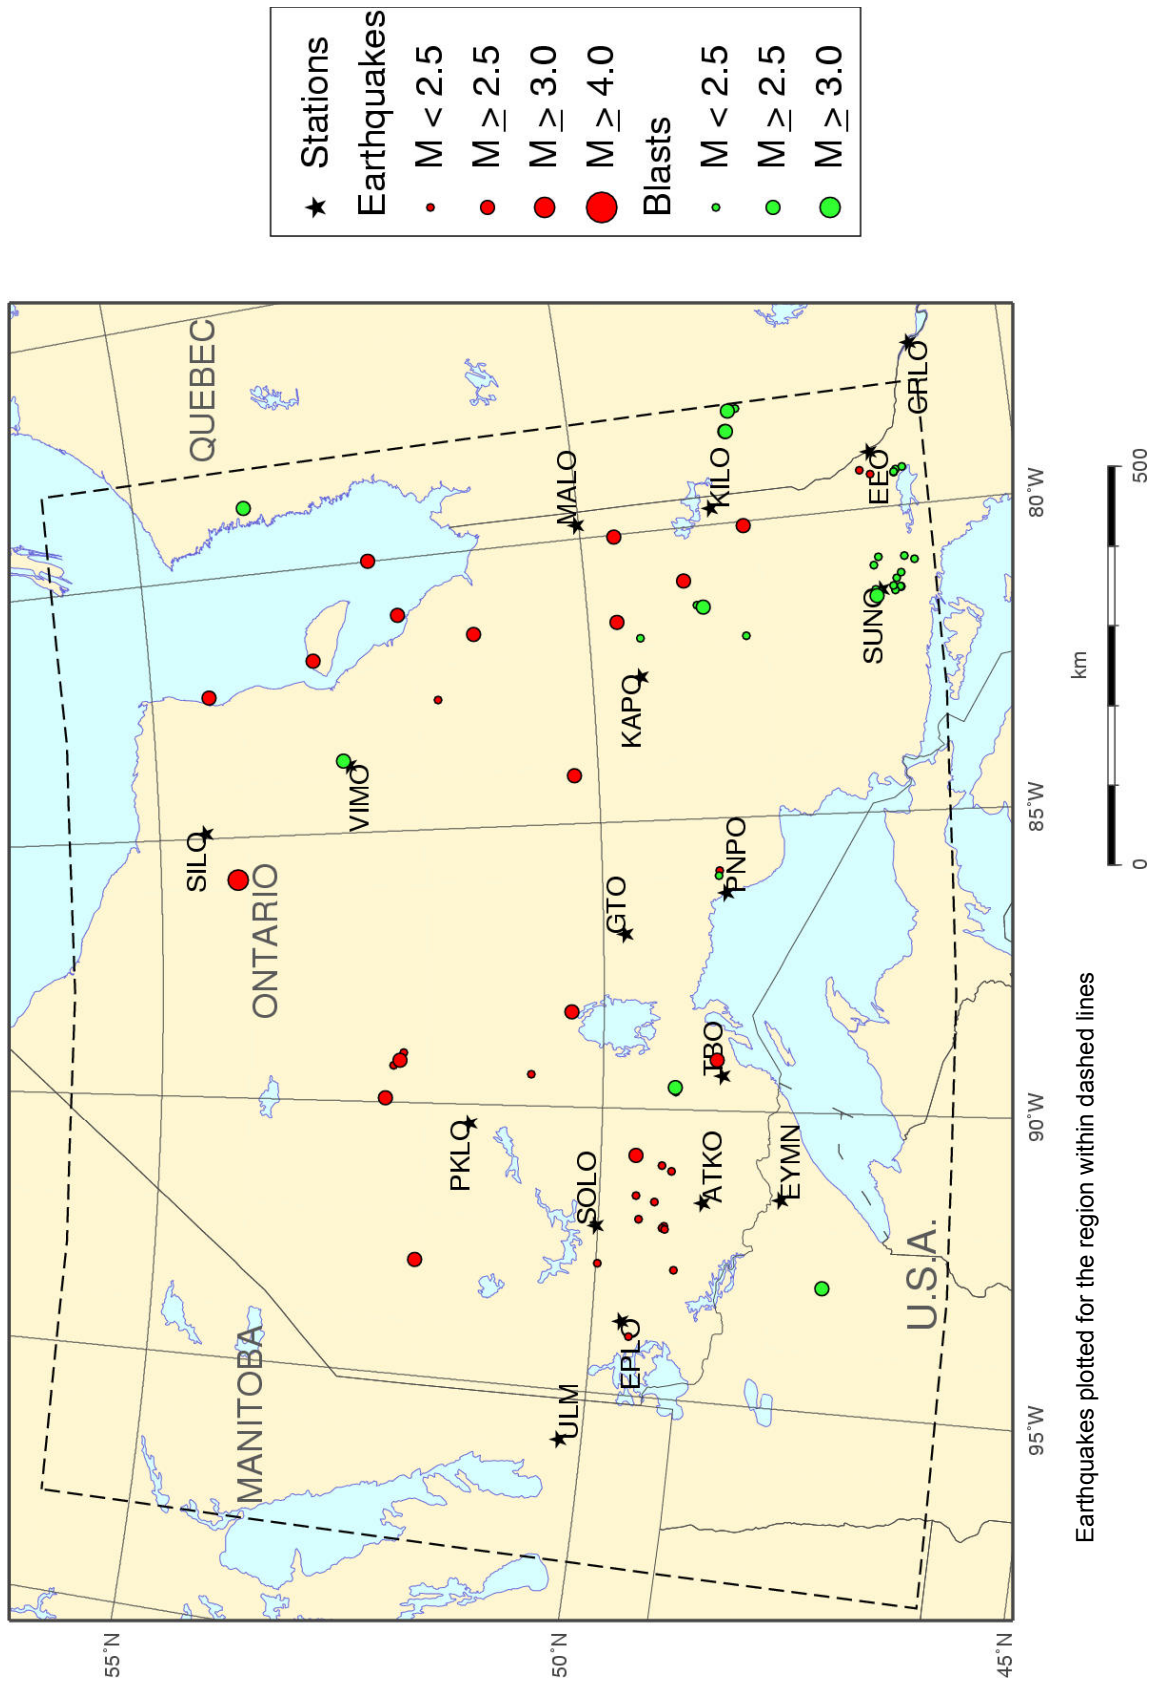 Stations
Earthquakes
M < 2.5
M ≥ 2.5
M ≥ 3.0
M ≥ 4.0
Blasts
M < 2.5
M ≥ 2.5
M ≥ 3.0
55°N
50°N
45°N
MANITOBA
ONTARIO
QUEBEC
U.S.A.
SILO
VIMO
PKLO
MALO
ULM
SOLO
GTO
KAPO
EPLO
KILO
ATKO
TBO
PNPO
EYMN
SUNO
EEO
CRLO
95°W
90°W
85°W
80°W
km
0
500
Earthquakes plotted for the region within dashed lines